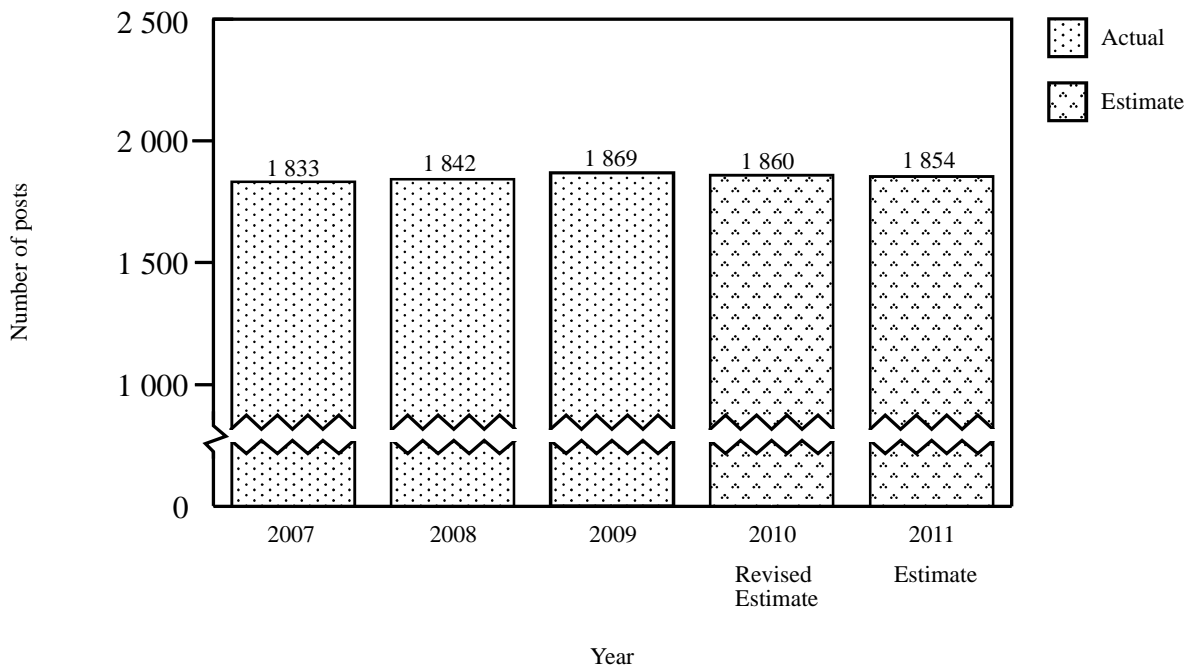 2 500
2 000
1 500
1 000
0
Number of posts
1 833
1 842
1 869
1 860
1 854
Actual
Estimate
2007
2008
2009
2010
2011
Revised
Estimate
Estimate
Year